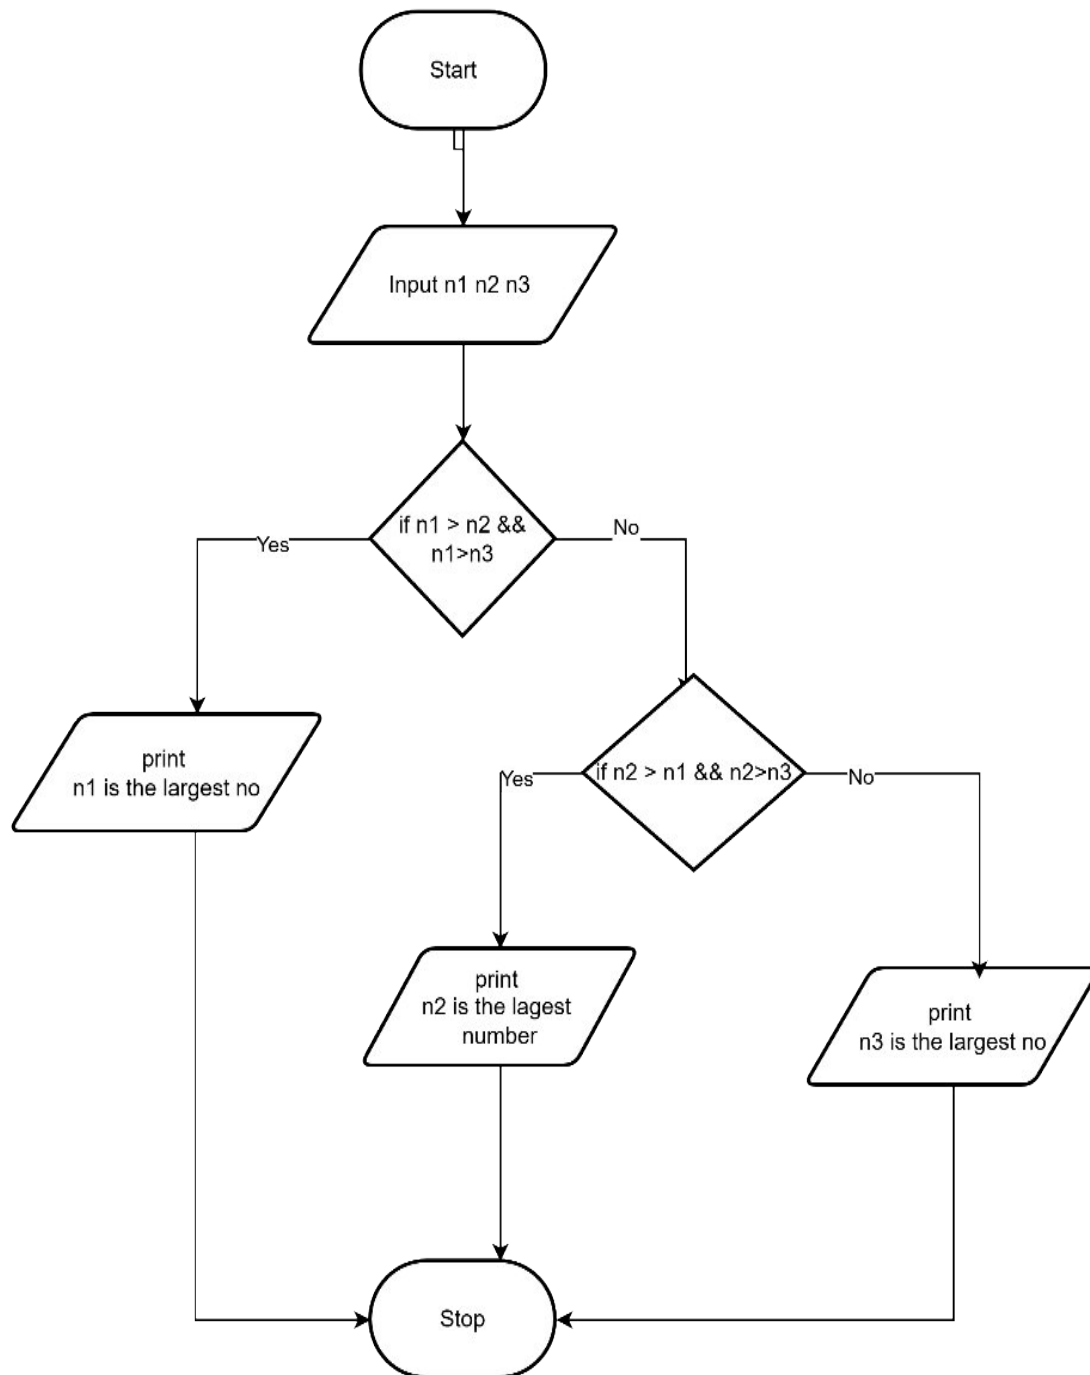 Start
Input n1 n2 n3
if n1 > n2 &&
n1>n3
Yes
No
print
n1 is the largest no
if n2 > n1 && n2>n3
Yes
No
print
n2 is the lagest
number
print
n3 is the largest no
Stop